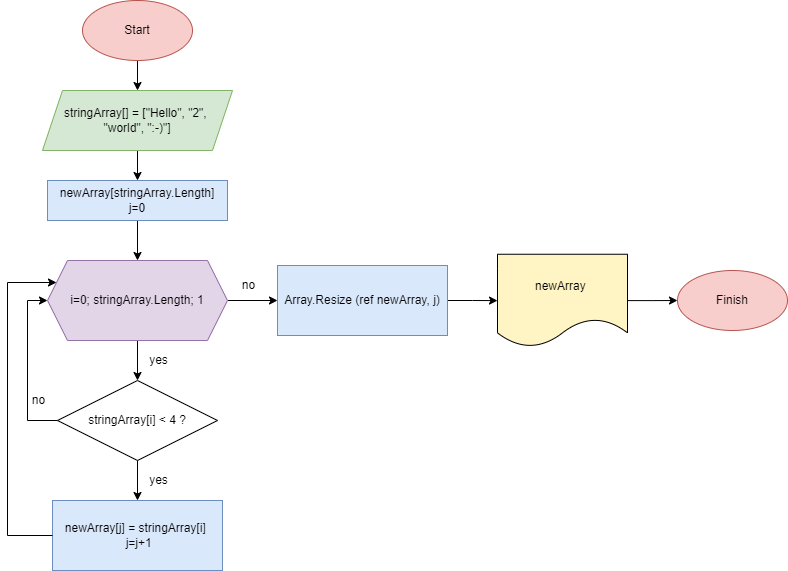 Start
stringArray[] = ["Hello", "2",
"world", ":-)"]
newArray[stringArray.Length]
j=0
i=0; stringArray.Length; 1
no
Array.Resize (ref newArray, j)
newArray
Finish
yes
stringArray[i] < 4 ?
no
yes
newArray[j] = stringArray[i]
j=j+1